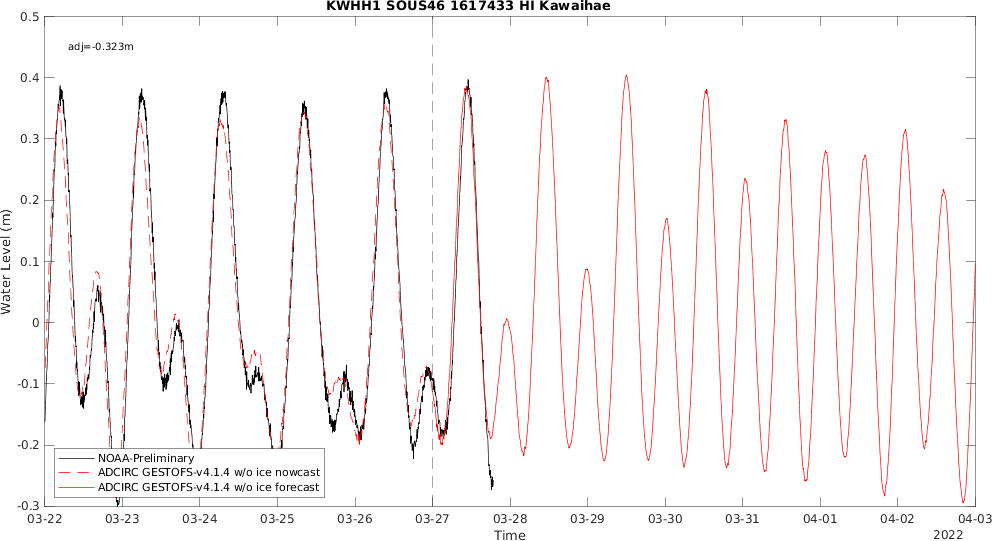 KWHH1 SOUS46 1617433 HI Kawaihae
adj=-0.323m
Water Level (m)
0.5
0.4
0.3
0.2
0.1
0
-0.1
-0.2
-0.3
NOAA-Preliminary
ADCIRC GESTOFS-v4.1.4 w/o ice nowcast
ADCIRC GESTOFS-v4.1.4 w/o ice forecast
03-22 03-23 03-24 03-25 03-26 03-27 03-28 03-29 03-30 03-31 04-01 04-02 04-03
Time
2022